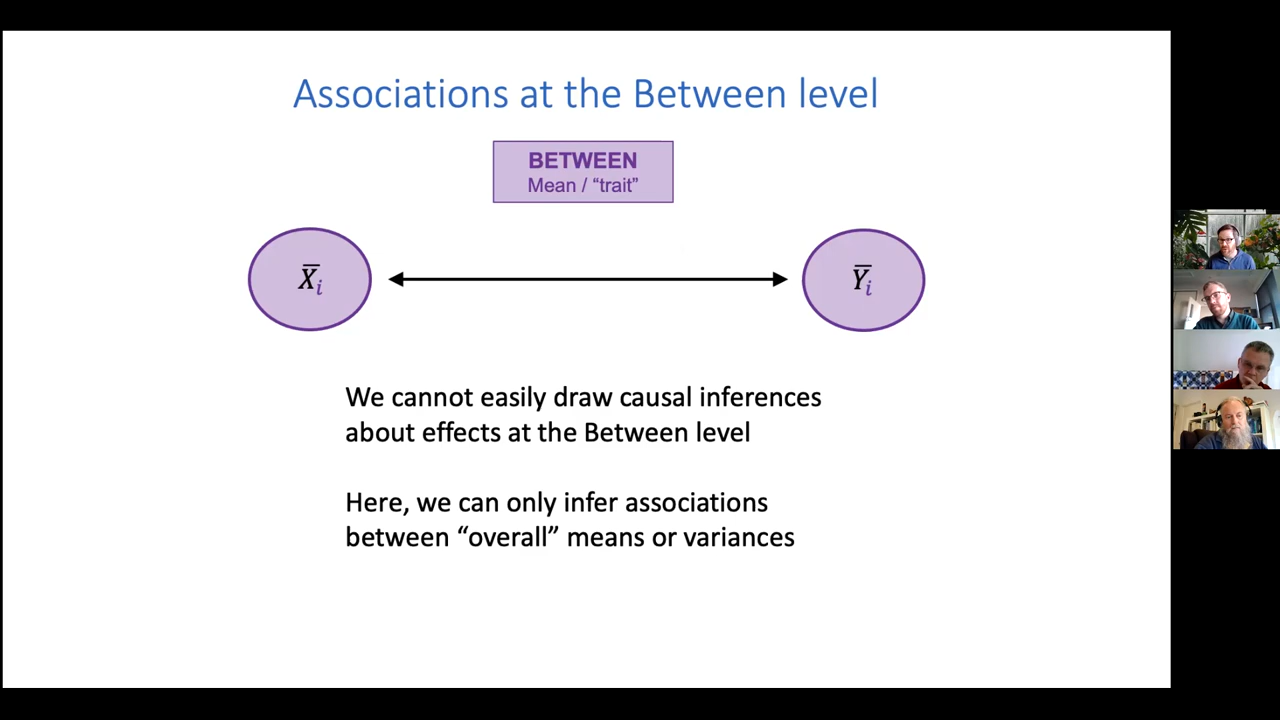 Associations at the Between level
BETWEEN
Mean / “trait”
X̅ᵢ
Y̅ᵢ
We cannot easily draw causal inferences
about effects at the Between level
Here, we can only infer associations
between “overall” means or variances